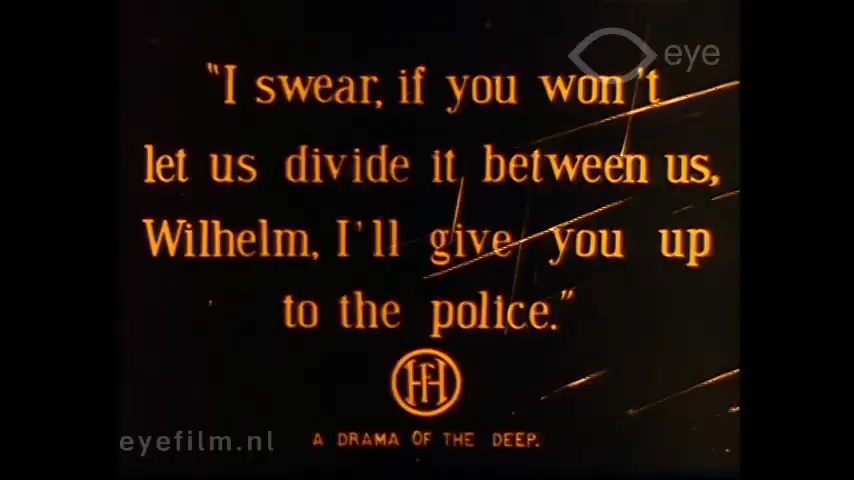 eye
"I swear, if you won't
let us divide it between us,
Wilhelm, I'll give you up
to the police."
HFH
A DRAMA OF THE DEEP.
eyefilm.nl